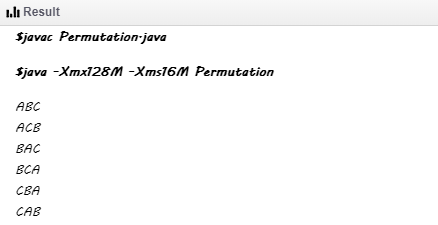 Result
$javac Permutation.java
$java -Xmx128M -Xms16M Permutation
ABC
ACB
BAC
BCA
CBA
CAB